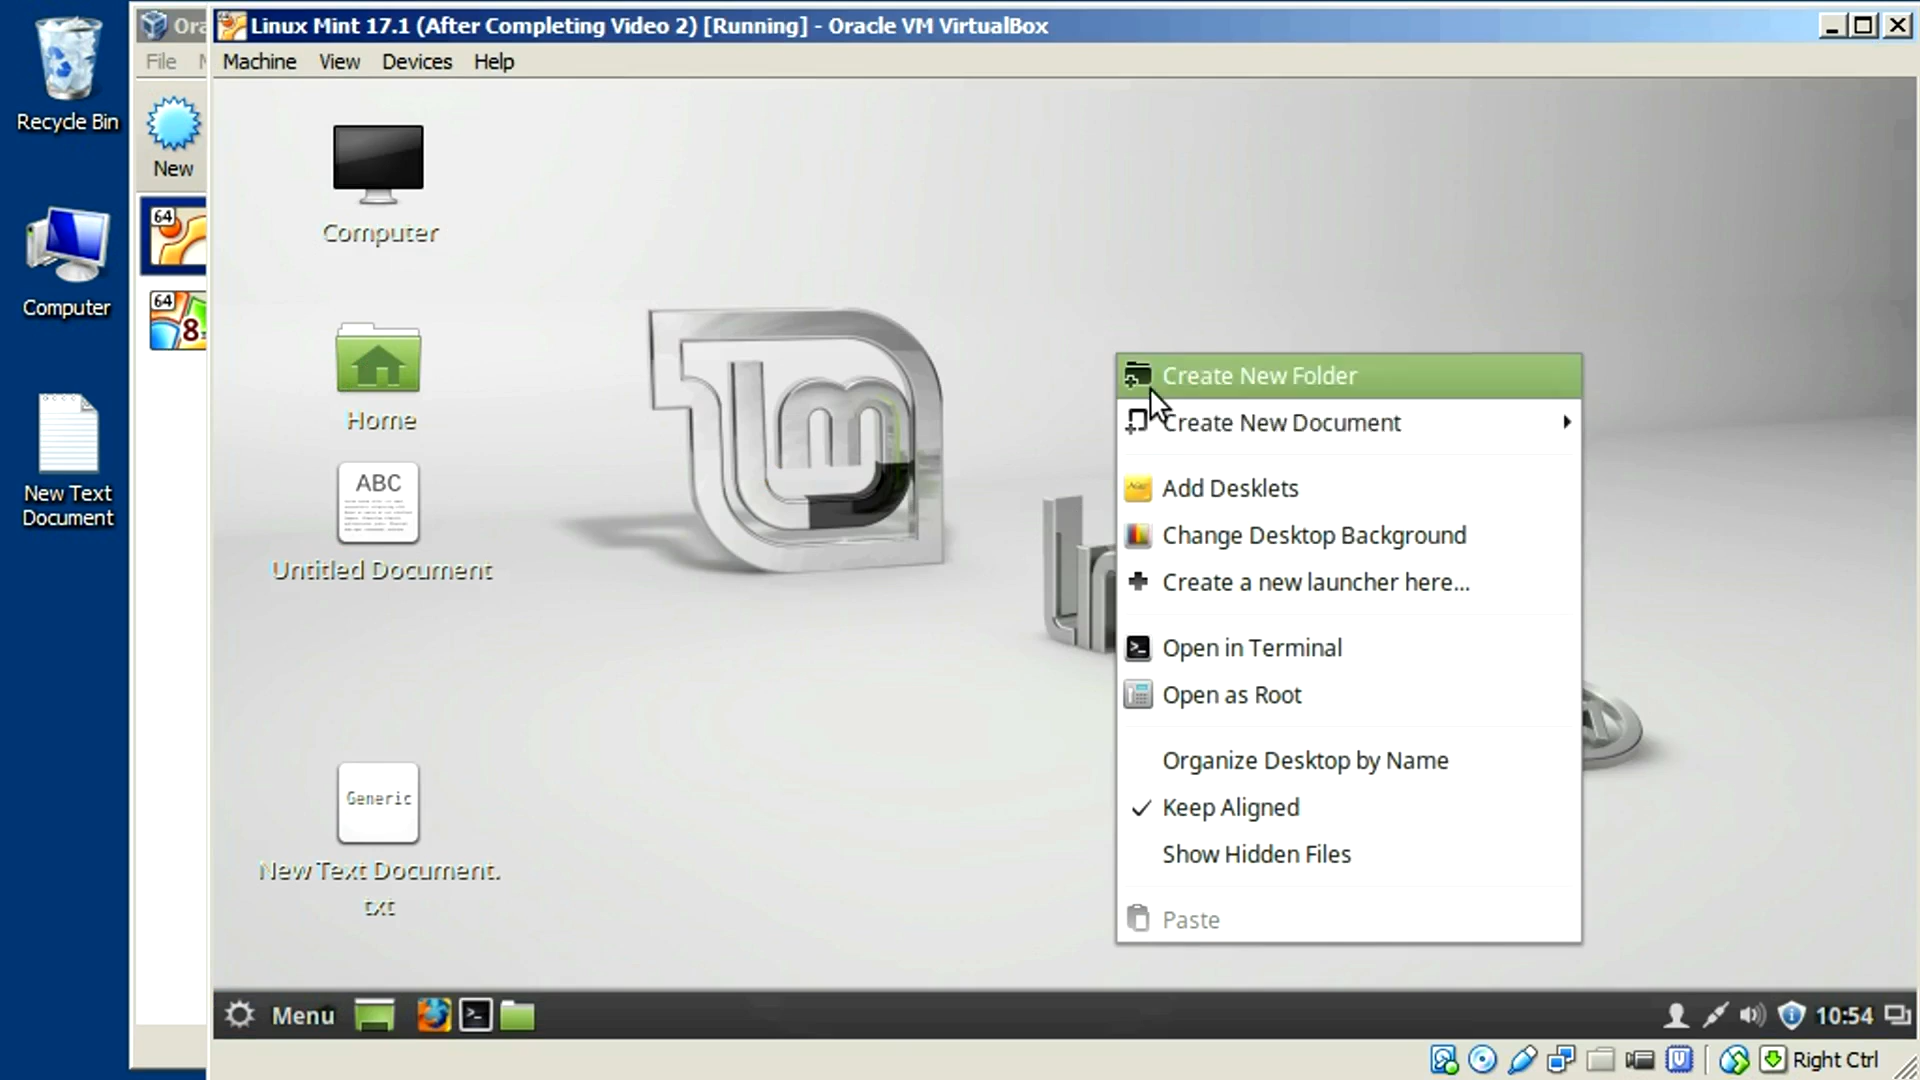 Recycle Bin
Computer
New Text
Document
Ora
File
New
64
64
8
Linux Mint 17.1 (After Completing Video 2) [Running] - Oracle VM VirtualBox
Machine View Devices Help
Computer
Home
ABC
Untitled Document
Generic
New Text Document.
txt
Create New Folder
Create New Document
Add Desklets
Change Desktop Background
Create a new launcher here...
Open in Terminal
Open as Root
Organize Desktop by Name
Keep Aligned
Show Hidden Files
Paste
Menu
10:54
Right Ctrl